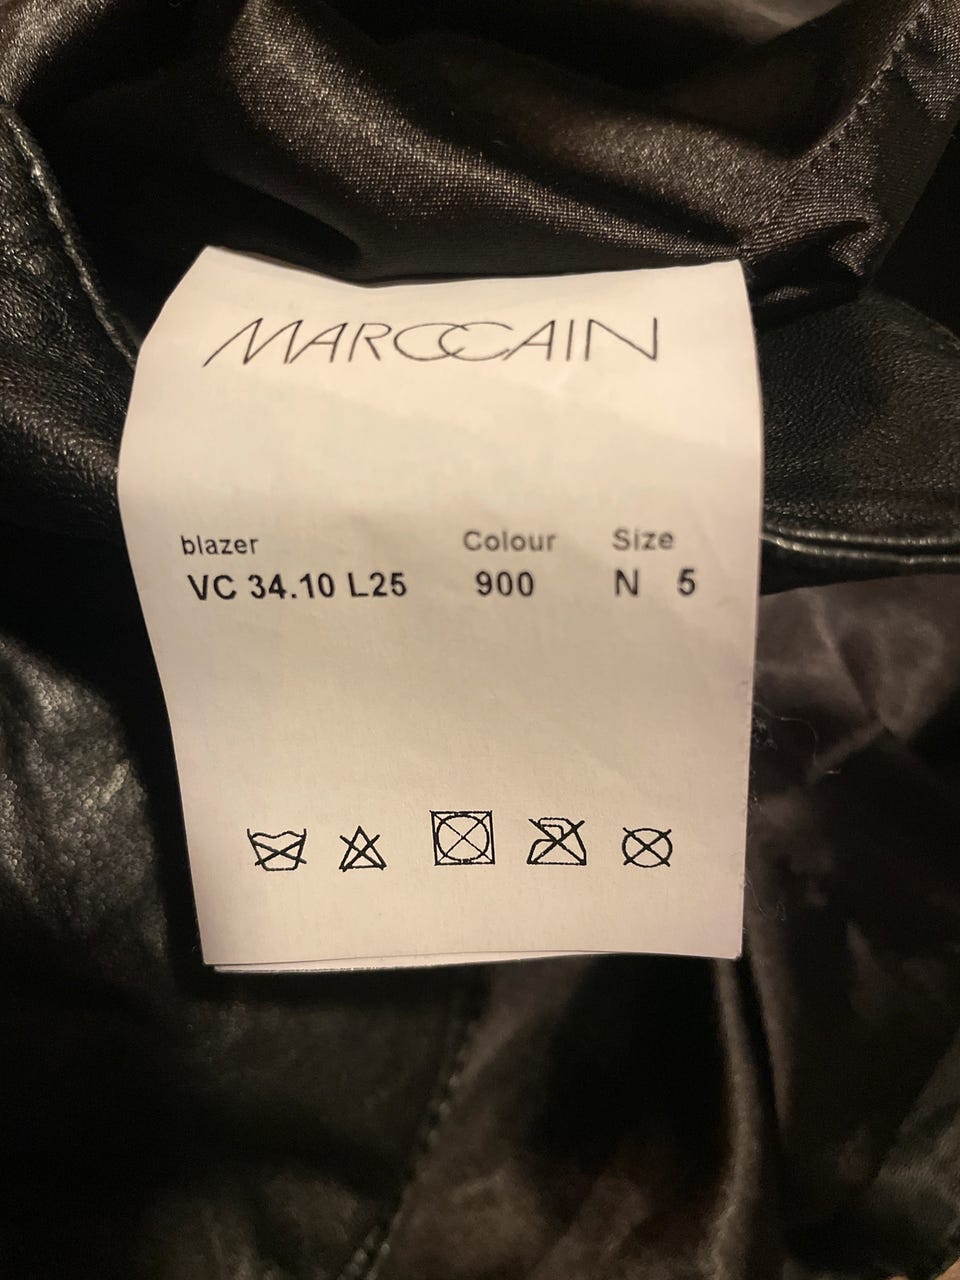 MARCCAIN
blazer Colour Size
VC 34.10 L25 900 N 5